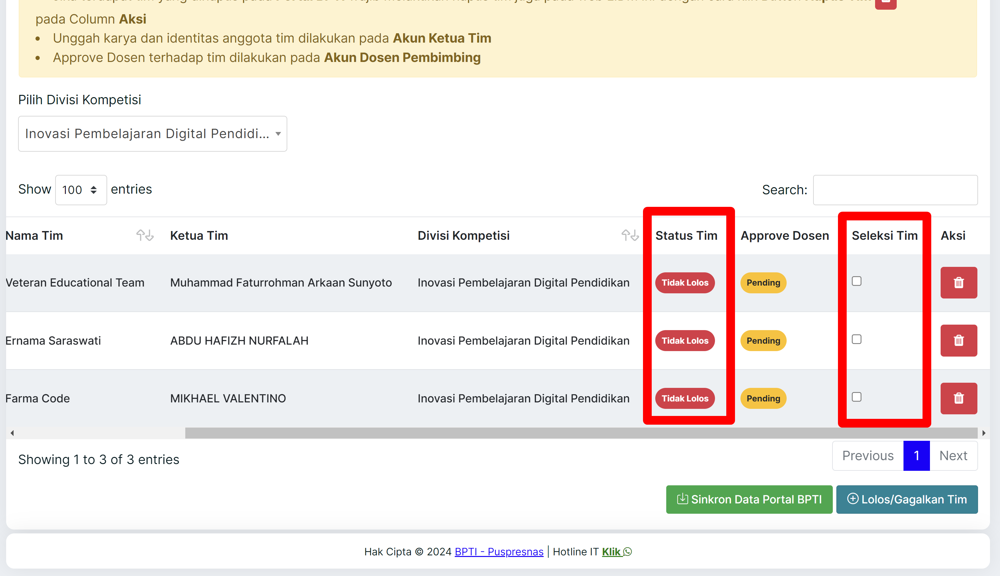 pada Column Aksi
• Unggah karya dan identitas anggota tim dilakukan pada Akun Ketua Tim
• Approve Dosen terhadap tim dilakukan pada Akun Dosen Pembimbing
Pilih Divisi Kompetisi
Inovasi Pembelajaran Digital Pendidi...
Show 100 entries
Search:
Nama Tim Ketua Tim Divisi Kompetisi Status Tim Approve Dosen Seleksi Tim Aksi
Veteran Educational Team Muhammad Faturrohman Arkaan Sunyoto Inovasi Pembelajaran Digital Pendidikan Tidak Lolos Pending
Ernama Saraswati ABDU HAFIZH NURFALAH Inovasi Pembelajaran Digital Pendidikan Tidak Lolos Pending
Farma Code MIKHAEL VALENTINO Inovasi Pembelajaran Digital Pendidikan Tidak Lolos Pending
Showing 1 to 3 of 3 entries
Previous 1 Next
Sinkron Data Portal BPTI Lolos/Gagalkan Tim
Hak Cipta © 2024 BPTI - Puspresnas | Hotline IT Klik